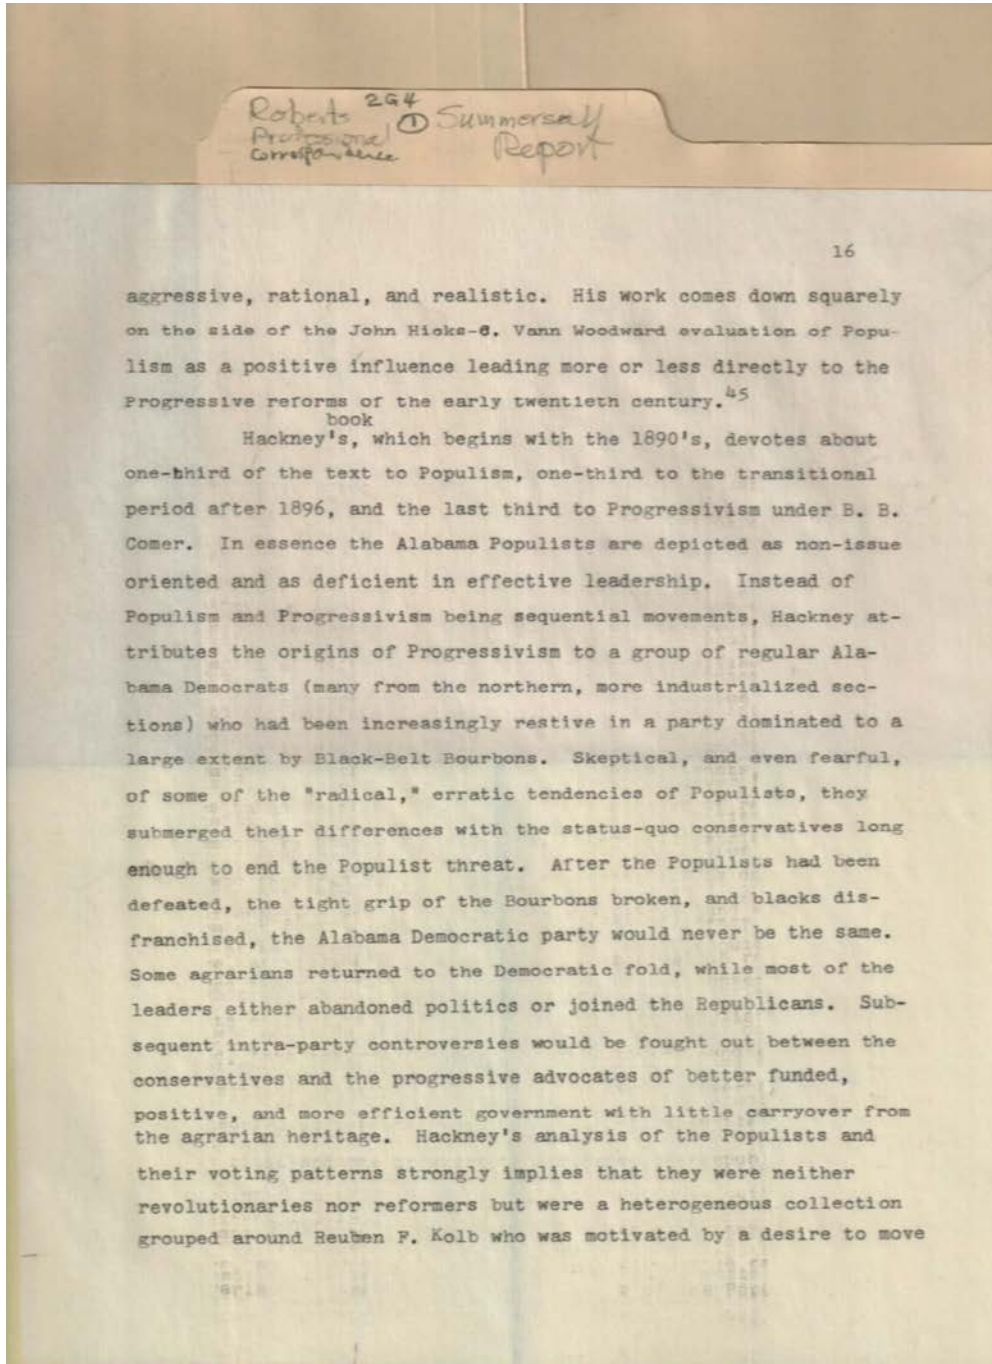 Roberts 2G4 ① Summersell
Professional Report
Correspondence
16
aggressive, rational, and realistic. His work comes down squarely
on the side of the John Hicks-C. Vann Woodward evaluation of Popu-
lism as a positive influence leading more or less directly to the
Progressive reforms of the early twentieth century.45
book
Hackney's, which begins with the 1890's, devotes about
one-third of the text to Populism, one-third to the transitional
period after 1896, and the last third to Progressivism under B. B.
Comer. In essence the Alabama Populists are depicted as non-issue
oriented and as deficient in effective leadership. Instead of
Populism and Progressivism being sequential movements, Hackney at-
tributes the origins of Progressivism to a group of regular Ala-
bama Democrats (many from the northern, more industrialized sec-
tions) who had been increasingly restive in a party dominated to a
large extent by Black-Belt Bourbons. Skeptical, and even fearful,
of some of the "radical," erratic tendencies of Populists, they
submerged their differences with the status-quo conservatives long
enough to end the Populist threat. After the Populists had been
defeated, the tight grip of the Bourbons broken, and blacks dis-
franchised, the Alabama Democratic party would never be the same.
Some agrarians returned to the Democratic fold, while most of the
leaders either abandoned politics or joined the Republicans. Sub-
sequent intra-party controversies would be fought out between the
conservatives and the progressive advocates of better funded,
positive, and more efficient government with little carryover from
the agrarian heritage. Hackney's analysis of the Populists and
their voting patterns strongly implies that they were neither
revolutionaries nor reformers but were a heterogeneous collection
grouped around Reuben F. Kolb who was motivated by a desire to move